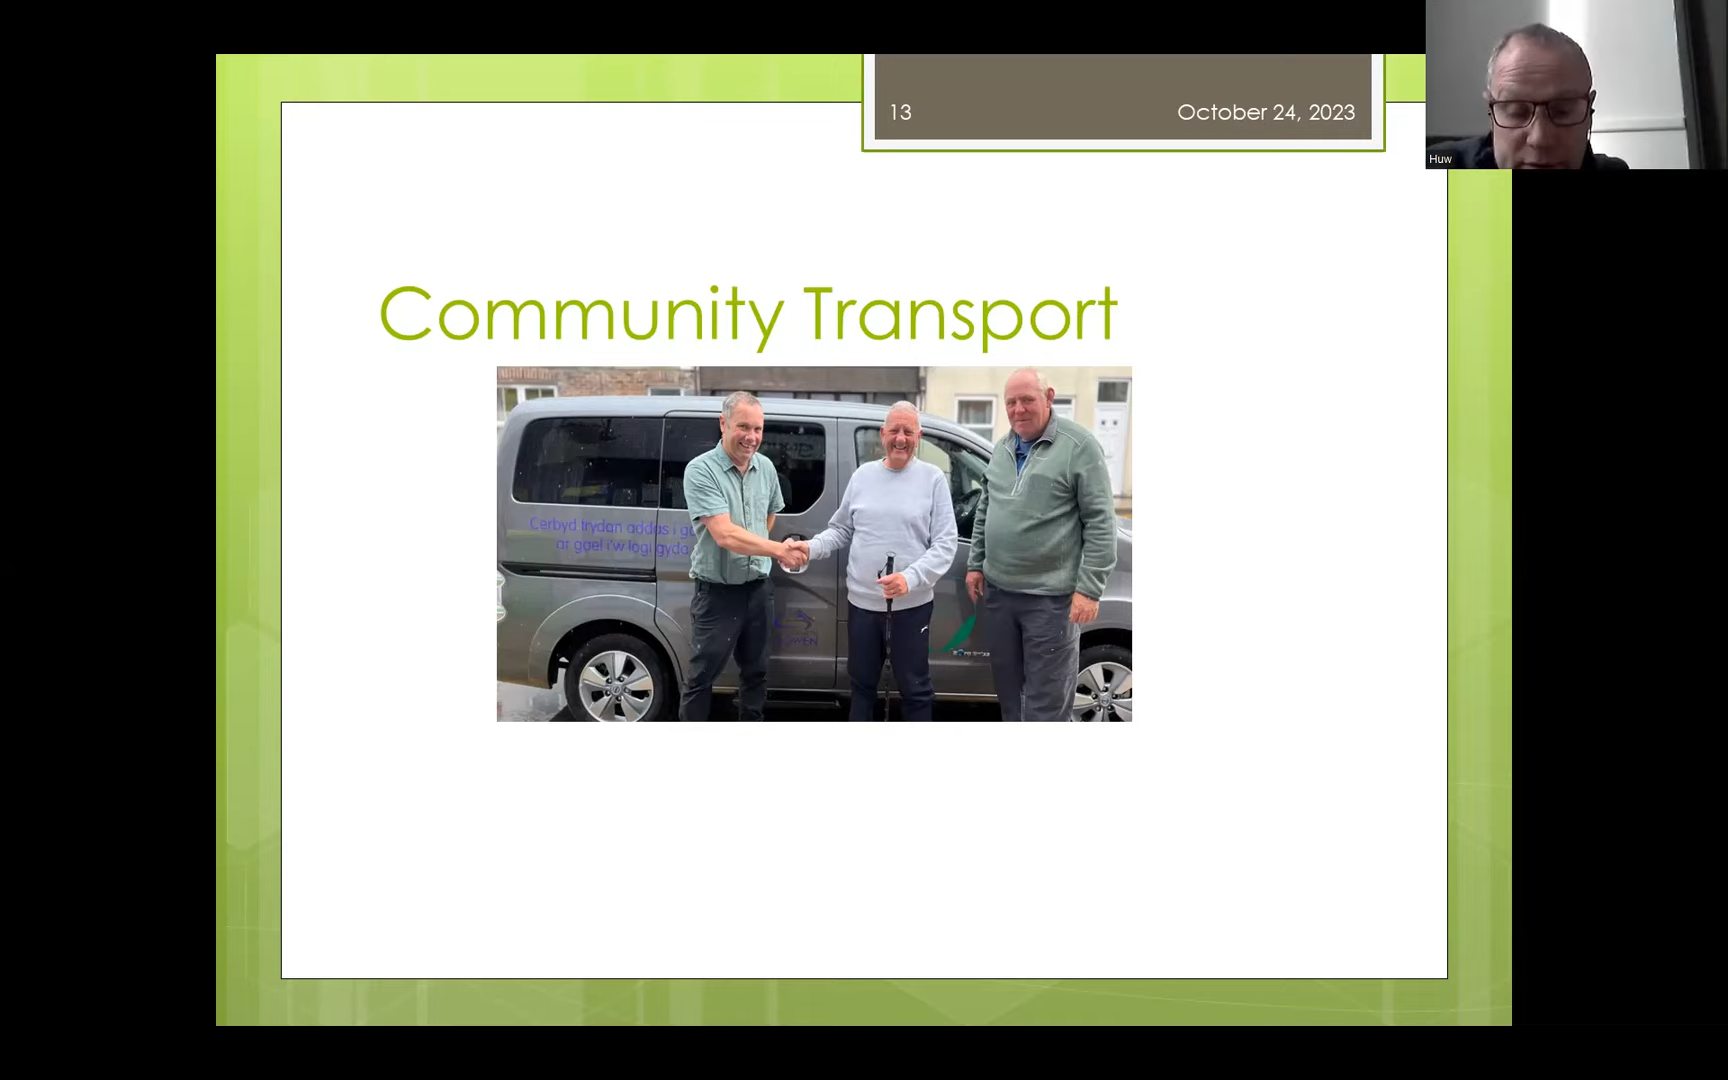 13
October 24, 2023
Huw
Community Transport
Cerbyd trydan addas i
ar gael i'w logi gyda